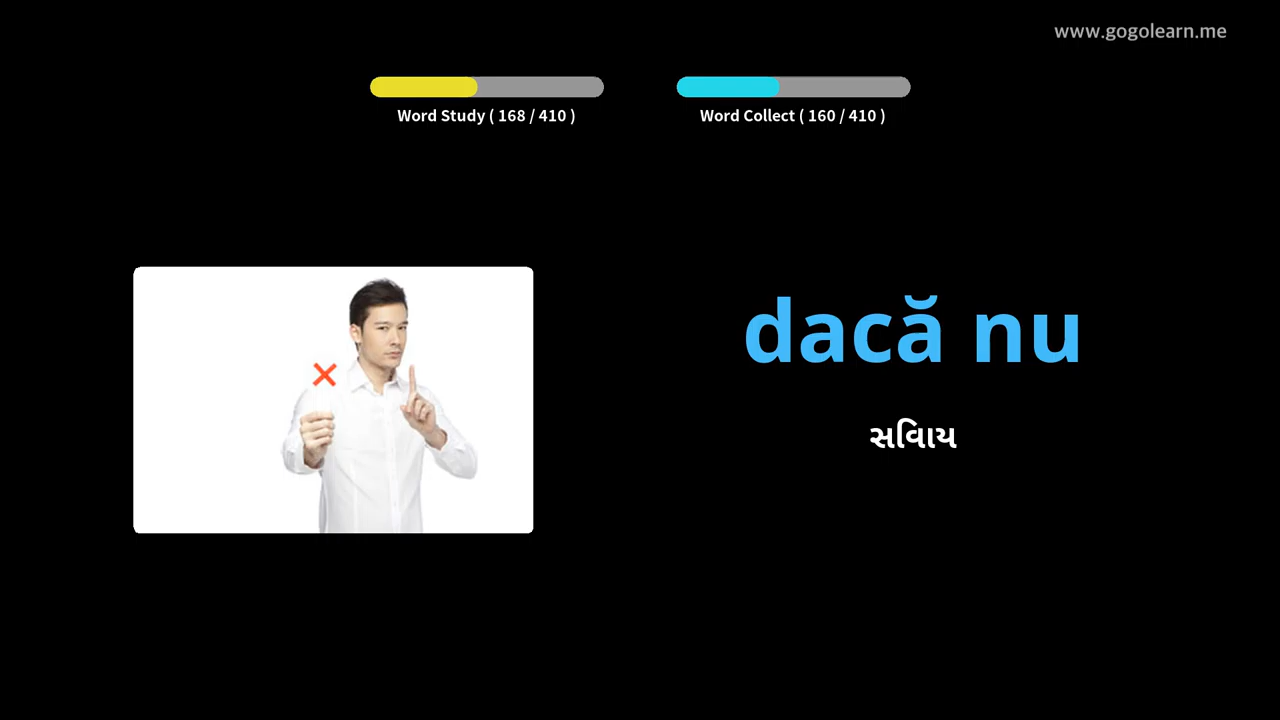 www.gogolearn.me
Word Study ( 168 / 410 )
Word Collect ( 160 / 410 )
dacă nu
સિવાય